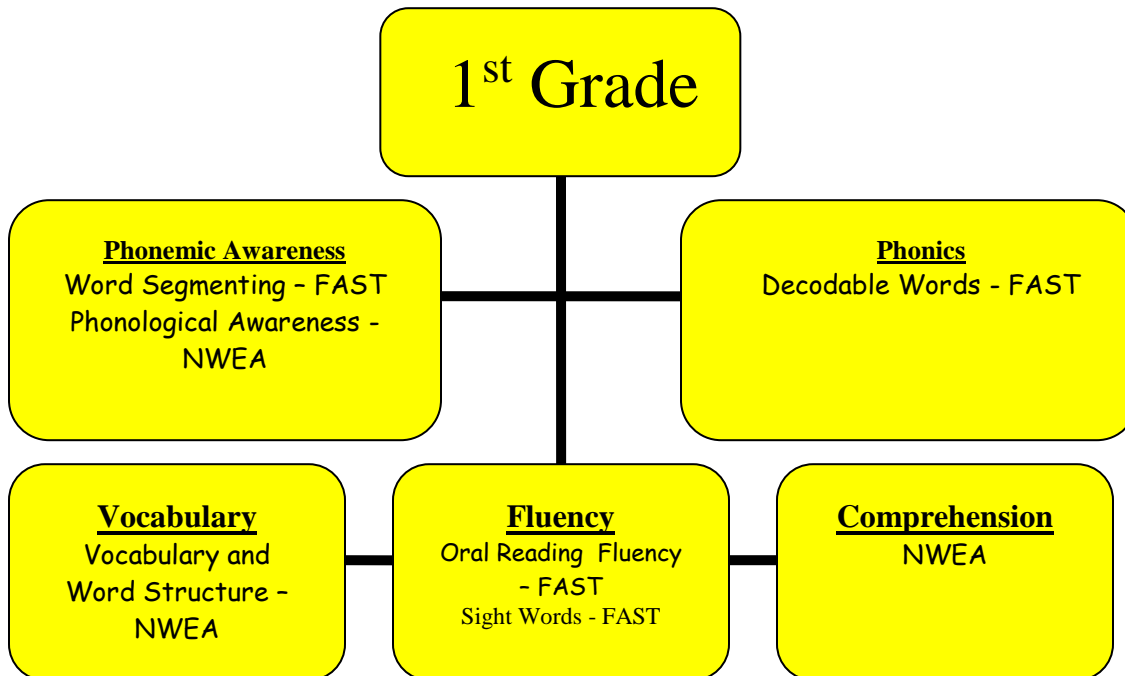 1st Grade
Phonemic Awareness
Word Segmenting – FAST
Phonological Awareness -
NWEA
Phonics
Decodable Words - FAST
Vocabulary
Vocabulary and
Word Structure –
NWEA
Fluency
Oral Reading Fluency
– FAST
Sight Words - FAST
Comprehension
NWEA